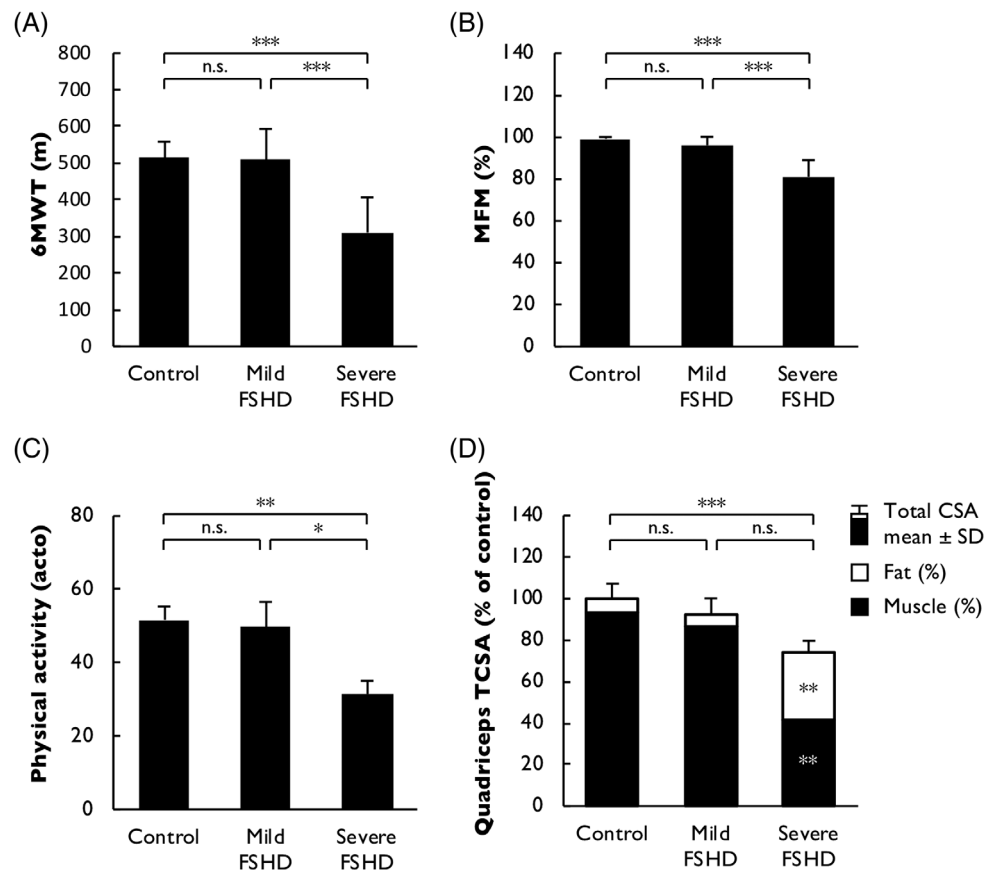 (A)
800
700
600
500
400
300
200
100
0
6MWT (m)
***
n.s.
***
Control
Mild
FSHD
Severe
FSHD
(B)
140
120
100
80
60
40
20
0
MFM (%)
***
n.s.
***
Control
Mild
FSHD
Severe
FSHD
(C)
80
60
40
20
0
Physical activity (acto)
**
n.s.
*
Control
Mild
FSHD
Severe
FSHD
(D)
140
120
100
80
60
40
20
0
Quadriceps TCSA (% of control)
***
n.s.
n.s.
**
**
Control
Mild
FSHD
Severe
FSHD
Total CSA
mean ± SD
Fat (%)
Muscle (%)